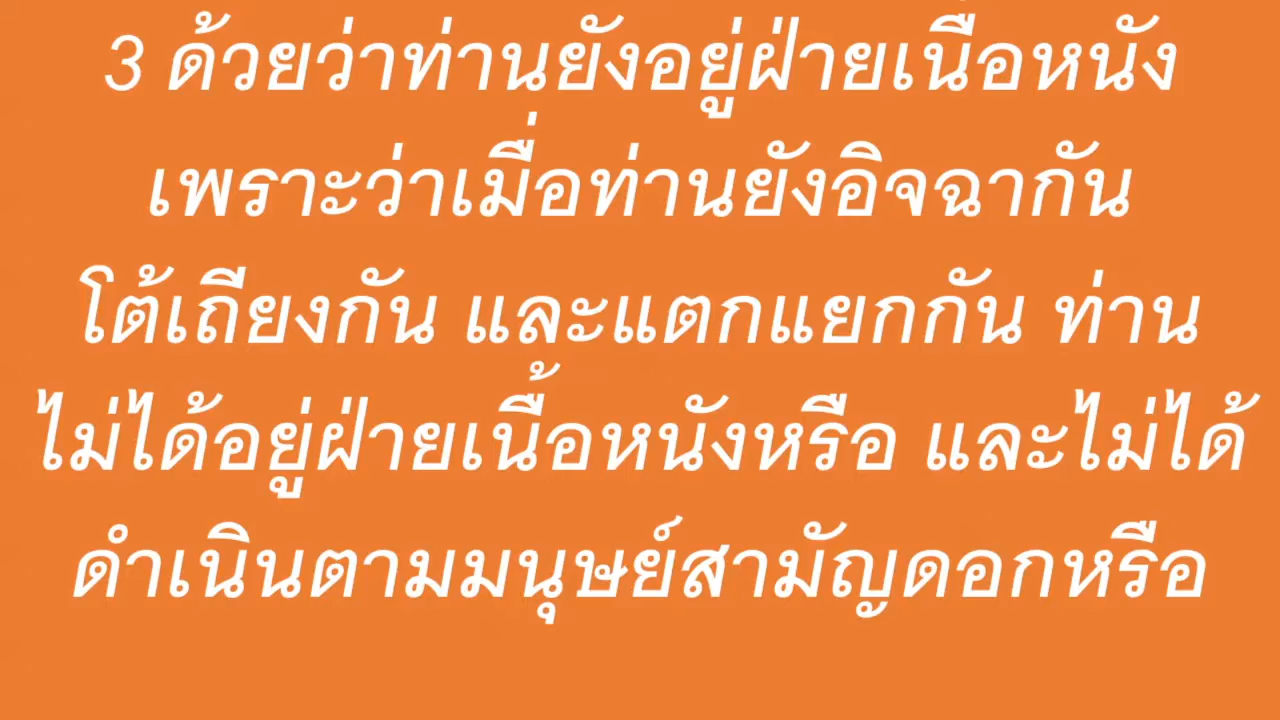 3 ด้วยว่าท่านยังอยู่ฝ่ายเนื้อหนัง
เพราะว่าเมื่อท่านยังอิจฉากัน
โต้เถียงกัน และแตกแยกกัน ท่าน
ไม่ได้อยู่ฝ่ายเนื้อหนังหรือ และไม่ได้
ดำเนินตามมนุษย์สามัญดอกหรือ